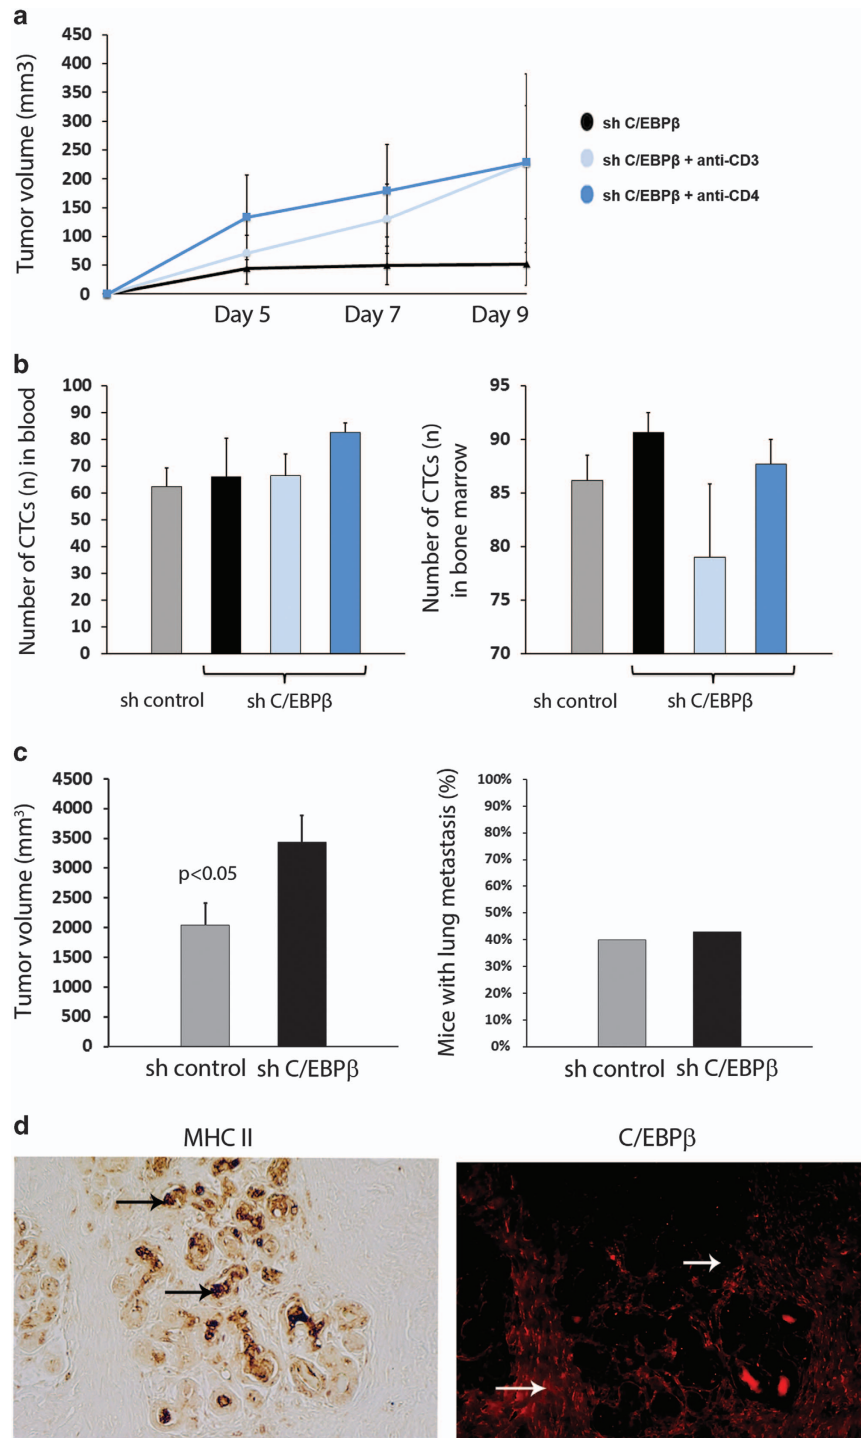 a
Tumor volume (mm3)
450
400
350
300
250
200
150
100
50
0
Day 5
Day 7
Day 9
sh C/EBPβ
sh C/EBPβ + anti-CD3
sh C/EBPβ + anti-CD4
b
Number of CTCs (n) in blood
100
90
80
70
60
50
40
30
20
10
0
sh control
sh C/EBPβ
Number of CTCs (n)
in bone marrow
95
90
85
80
75
70
sh control
sh C/EBPβ
c
Tumor volume (mm³)
4500
4000
3500
3000
2500
2000
1500
1000
500
0
p<0.05
sh control
sh C/EBPβ
Mice with lung metastasis (%)
100%
90%
80%
70%
60%
50%
40%
30%
20%
10%
0%
sh control
sh C/EBPβ
d
MHC II
C/EBPβ